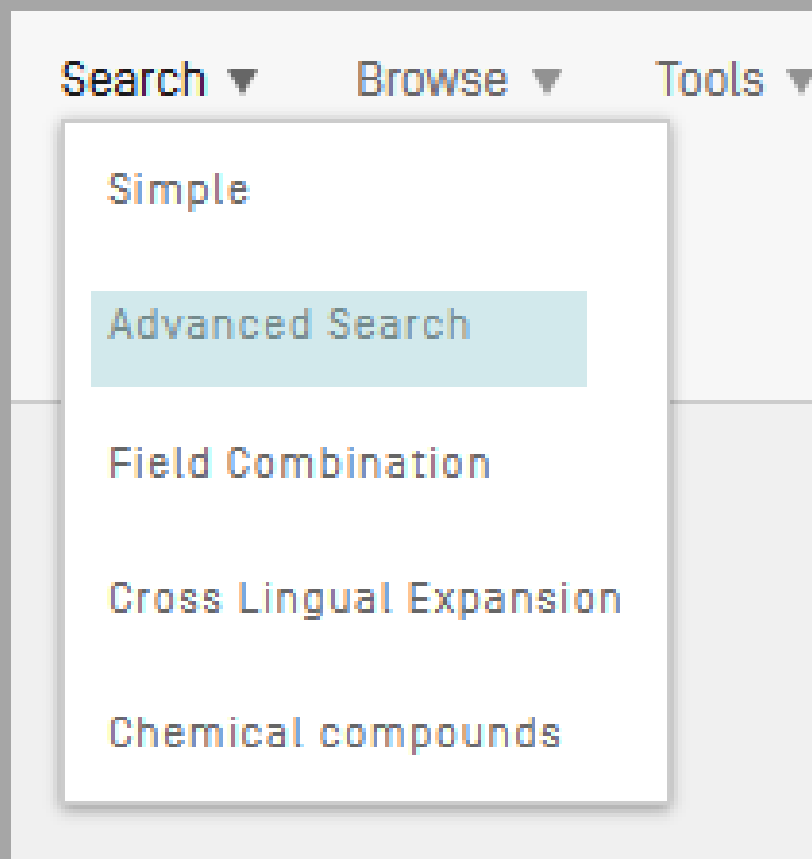 Search Browse Tools
Simple
Advanced Search
Field Combination
Cross Lingual Expansion
Chemical compounds